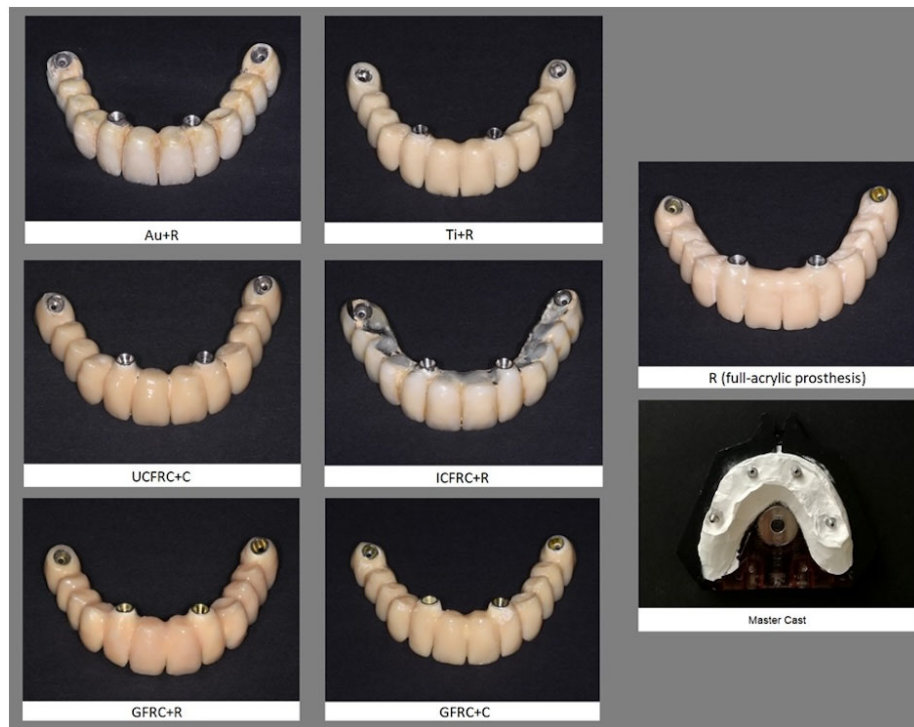 Au+R
Ti+R
UCFRC+C
ICFRC+R
R (full-acrylic prosthesis)
GFRC+R
GFRC+C
Master Cast